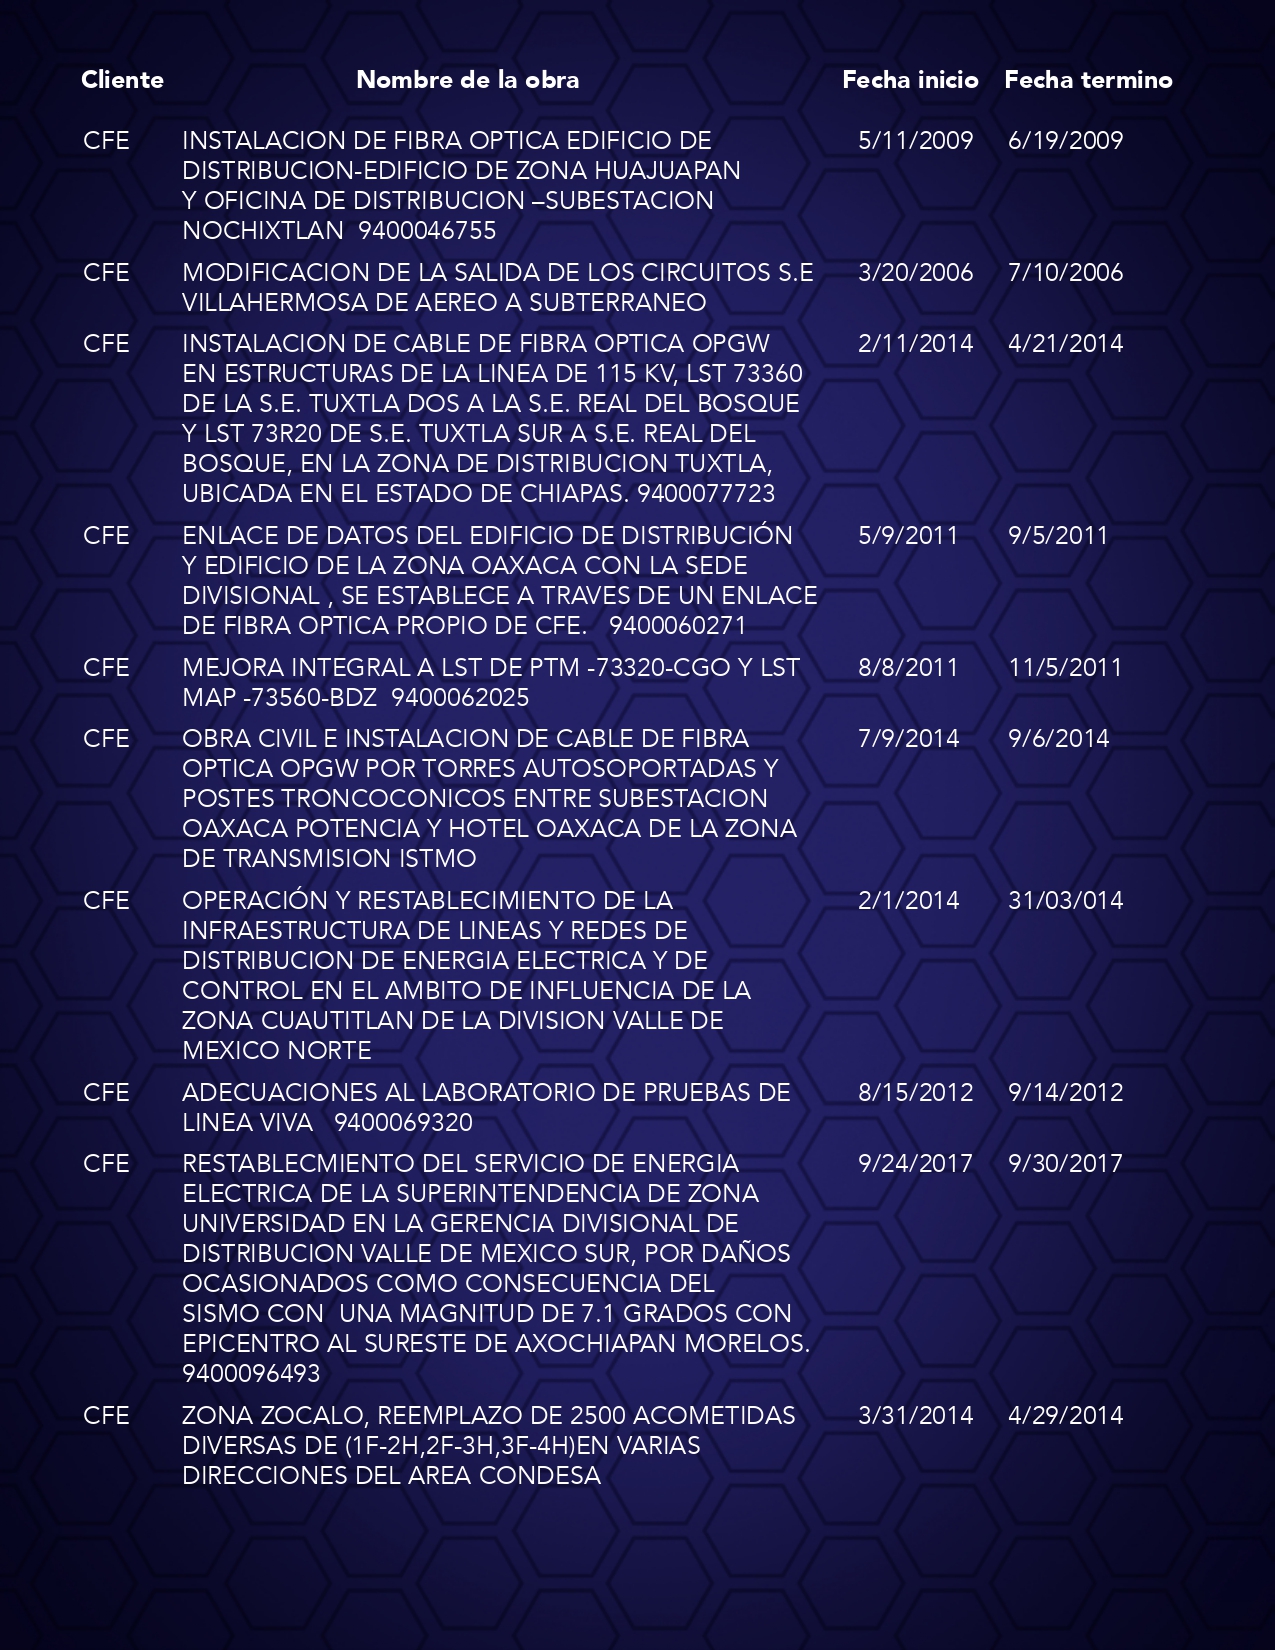 Cliente Nombre de la obra Fecha inicio Fecha termino
CFE INSTALACION DE FIBRA OPTICA EDIFICIO DE 5/11/2009 6/19/2009
DISTRIBUCION-EDIFICIO DE ZONA HUAJUAPAN
Y OFICINA DE DISTRIBUCION –SUBESTACION
NOCHIXTLAN 9400046755
CFE MODIFICACION DE LA SALIDA DE LOS CIRCUITOS S.E 3/20/2006 7/10/2006
VILLAHERMOSA DE AEREO A SUBTERRANEO
CFE INSTALACION DE CABLE DE FIBRA OPTICA OPGW 2/11/2014 4/21/2014
EN ESTRUCTURAS DE LA LINEA DE 115 KV, LST 73360
DE LA S.E. TUXTLA DOS A LA S.E. REAL DEL BOSQUE
Y LST 73R20 DE S.E. TUXTLA SUR A S.E. REAL DEL
BOSQUE, EN LA ZONA DE DISTRIBUCION TUXTLA,
UBICADA EN EL ESTADO DE CHIAPAS. 9400077723
CFE ENLACE DE DATOS DEL EDIFICIO DE DISTRIBUCIÓN 5/9/2011 9/5/2011
Y EDIFICIO DE LA ZONA OAXACA CON LA SEDE
DIVISIONAL , SE ESTABLECE A TRAVES DE UN ENLACE
DE FIBRA OPTICA PROPIO DE CFE. 9400060271
CFE MEJORA INTEGRAL A LST DE PTM -73320-CGO Y LST 8/8/2011 11/5/2011
MAP -73560-BDZ 9400062025
CFE OBRA CIVIL E INSTALACION DE CABLE DE FIBRA 7/9/2014 9/6/2014
OPTICA OPGW POR TORRES AUTOSOPORTADAS Y
POSTES TRONCOCONICOS ENTRE SUBESTACION
OAXACA POTENCIA Y HOTEL OAXACA DE LA ZONA
DE TRANSMISION ISTMO
CFE OPERACIÓN Y RESTABLECIMIENTO DE LA 2/1/2014 31/03/014
INFRAESTRUCTURA DE LINEAS Y REDES DE
DISTRIBUCION DE ENERGIA ELECTRICA Y DE
CONTROL EN EL AMBITO DE INFLUENCIA DE LA
ZONA CUAUTITLAN DE LA DIVISION VALLE DE
MEXICO NORTE
CFE ADECUACIONES AL LABORATORIO DE PRUEBAS DE 8/15/2012 9/14/2012
LINEA VIVA 9400069320
CFE RESTABLECMIENTO DEL SERVICIO DE ENERGIA 9/24/2017 9/30/2017
ELECTRICA DE LA SUPERINTENDENCIA DE ZONA
UNIVERSIDAD EN LA GERENCIA DIVISIONAL DE
DISTRIBUCION VALLE DE MEXICO SUR, POR DAÑOS
OCASIONADOS COMO CONSECUENCIA DEL
SISMO CON UNA MAGNITUD DE 7.1 GRADOS CON
EPICENTRO AL SURESTE DE AXOCHIAPAN MORELOS.
9400096493
CFE ZONA ZOCALO, REEMPLAZO DE 2500 ACOMETIDAS 3/31/2014 4/29/2014
DIVERSAS DE (1F-2H,2F-3H,3F-4H)EN VARIAS
DIRECCIONES DEL AREA CONDESA